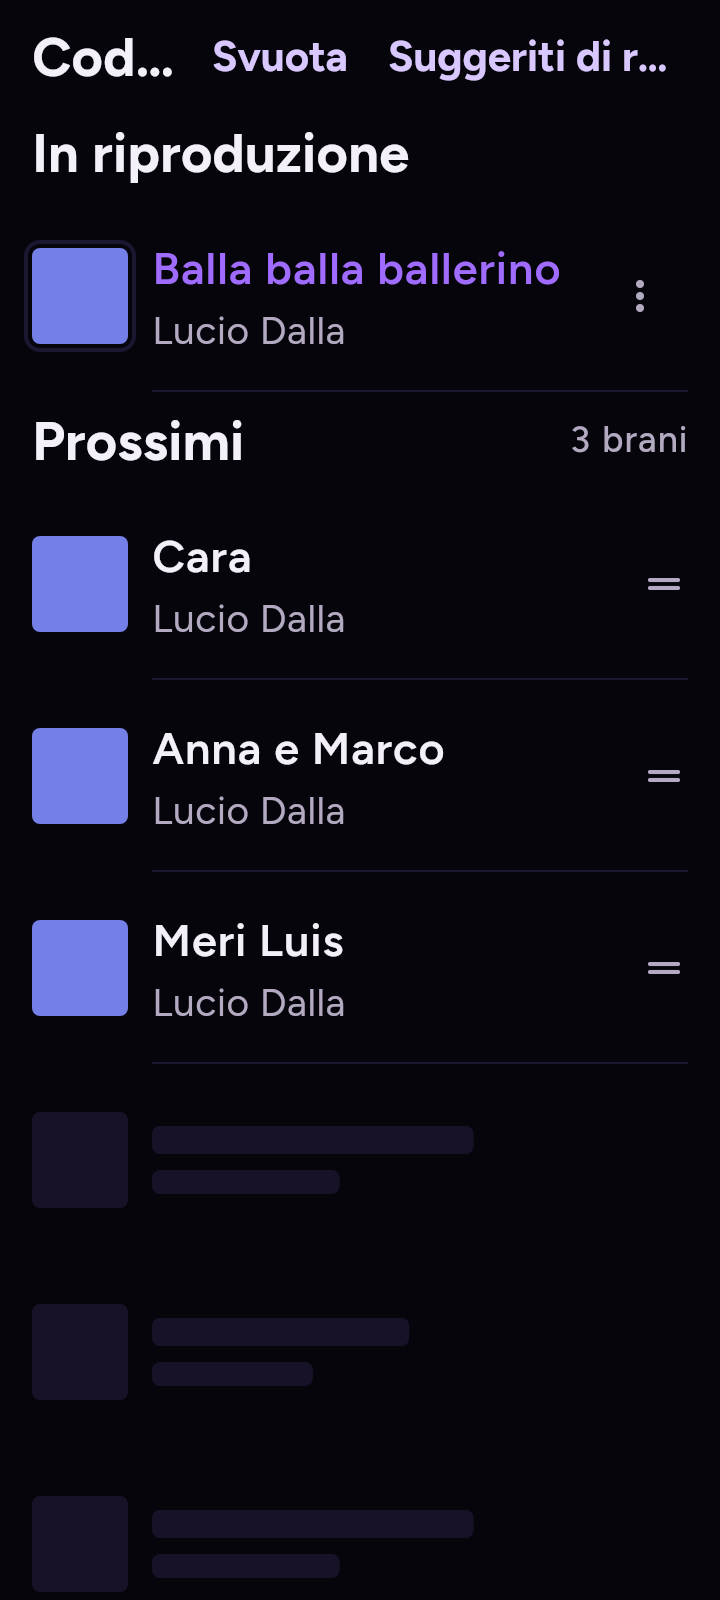 Cod... Svuota Suggeriti di r...
In riproduzione
Balla balla ballerino
Lucio Dalla
Prossimi 3 brani
Cara
Lucio Dalla
Anna e Marco
Lucio Dalla
Meri Luis
Lucio Dalla